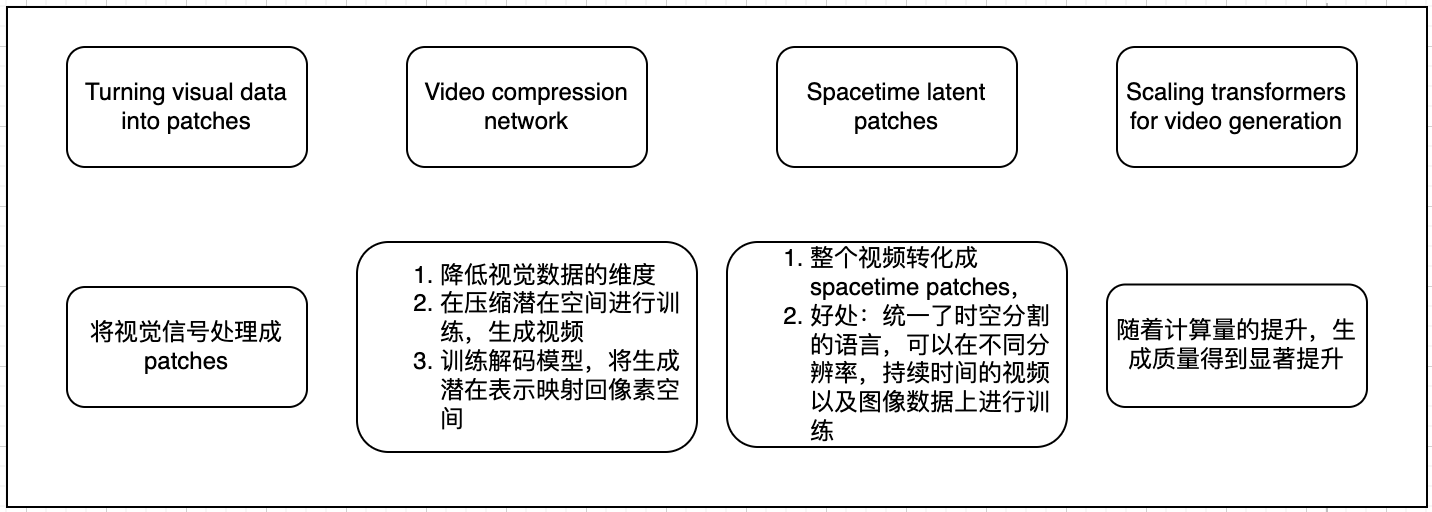 Turning visual data
into patches
Video compression
network
Spacetime latent
patches
Scaling transformers
for video generation
将视觉信号处理成
patches
1. 降低视觉数据的维度
2. 在压缩潜在空间进行训
练，生成视频
3. 训练解码模型，将生成
潜在表示映射回像素空
间
1. 整个视频转化成
spacetime patches，
2. 好处：统一了时空分割
的语言，可以在不同分
辨率，持续时间的视频
以及图像数据上进行训
练
随着计算量的提升，生
成质量得到显著提升